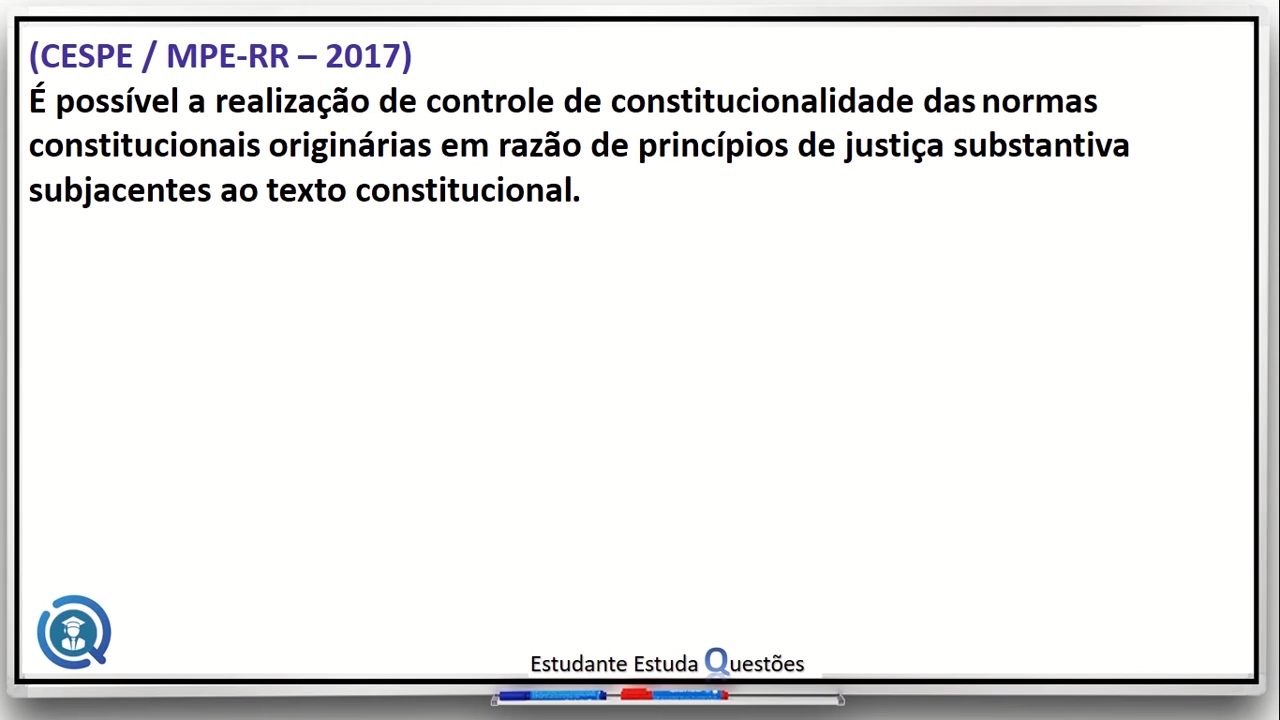 (CESPE / MPE-RR – 2017)
É possível a realização de controle de constitucionalidade das normas
constitucionais originárias em razão de princípios de justiça substantiva
subjacentes ao texto constitucional.
Estudante Estuda Questões